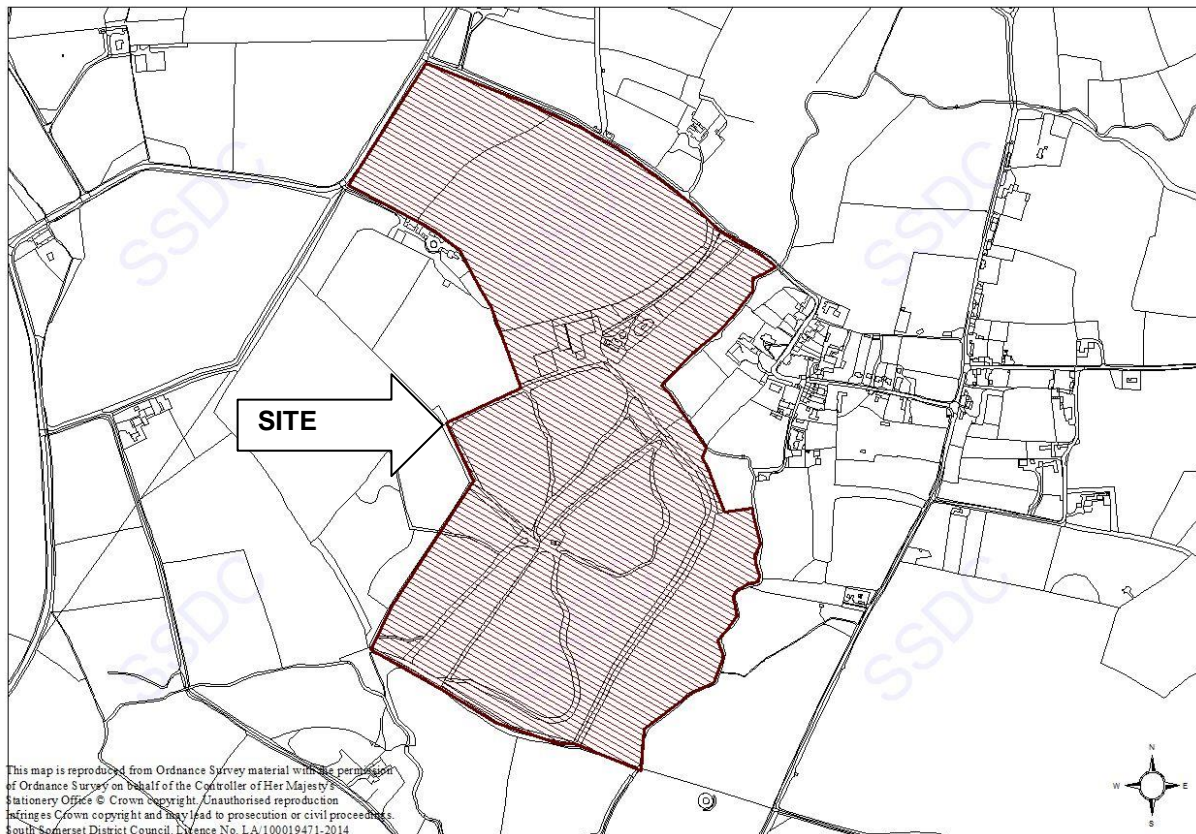 SSDC
SSDC
SITE
SSDC
SSDC
N
W E
S
This map is reproduced from Ordnance Survey material with the permission
of Ordnance Survey on behalf of the Controller of Her Majesty's
Stationery Office © Crown copyright. Unauthorised reproduction
infringes Crown copyright and may lead to prosecution or civil proceedings.
South Somerset District Council, Licence No. LA/100019471-2014